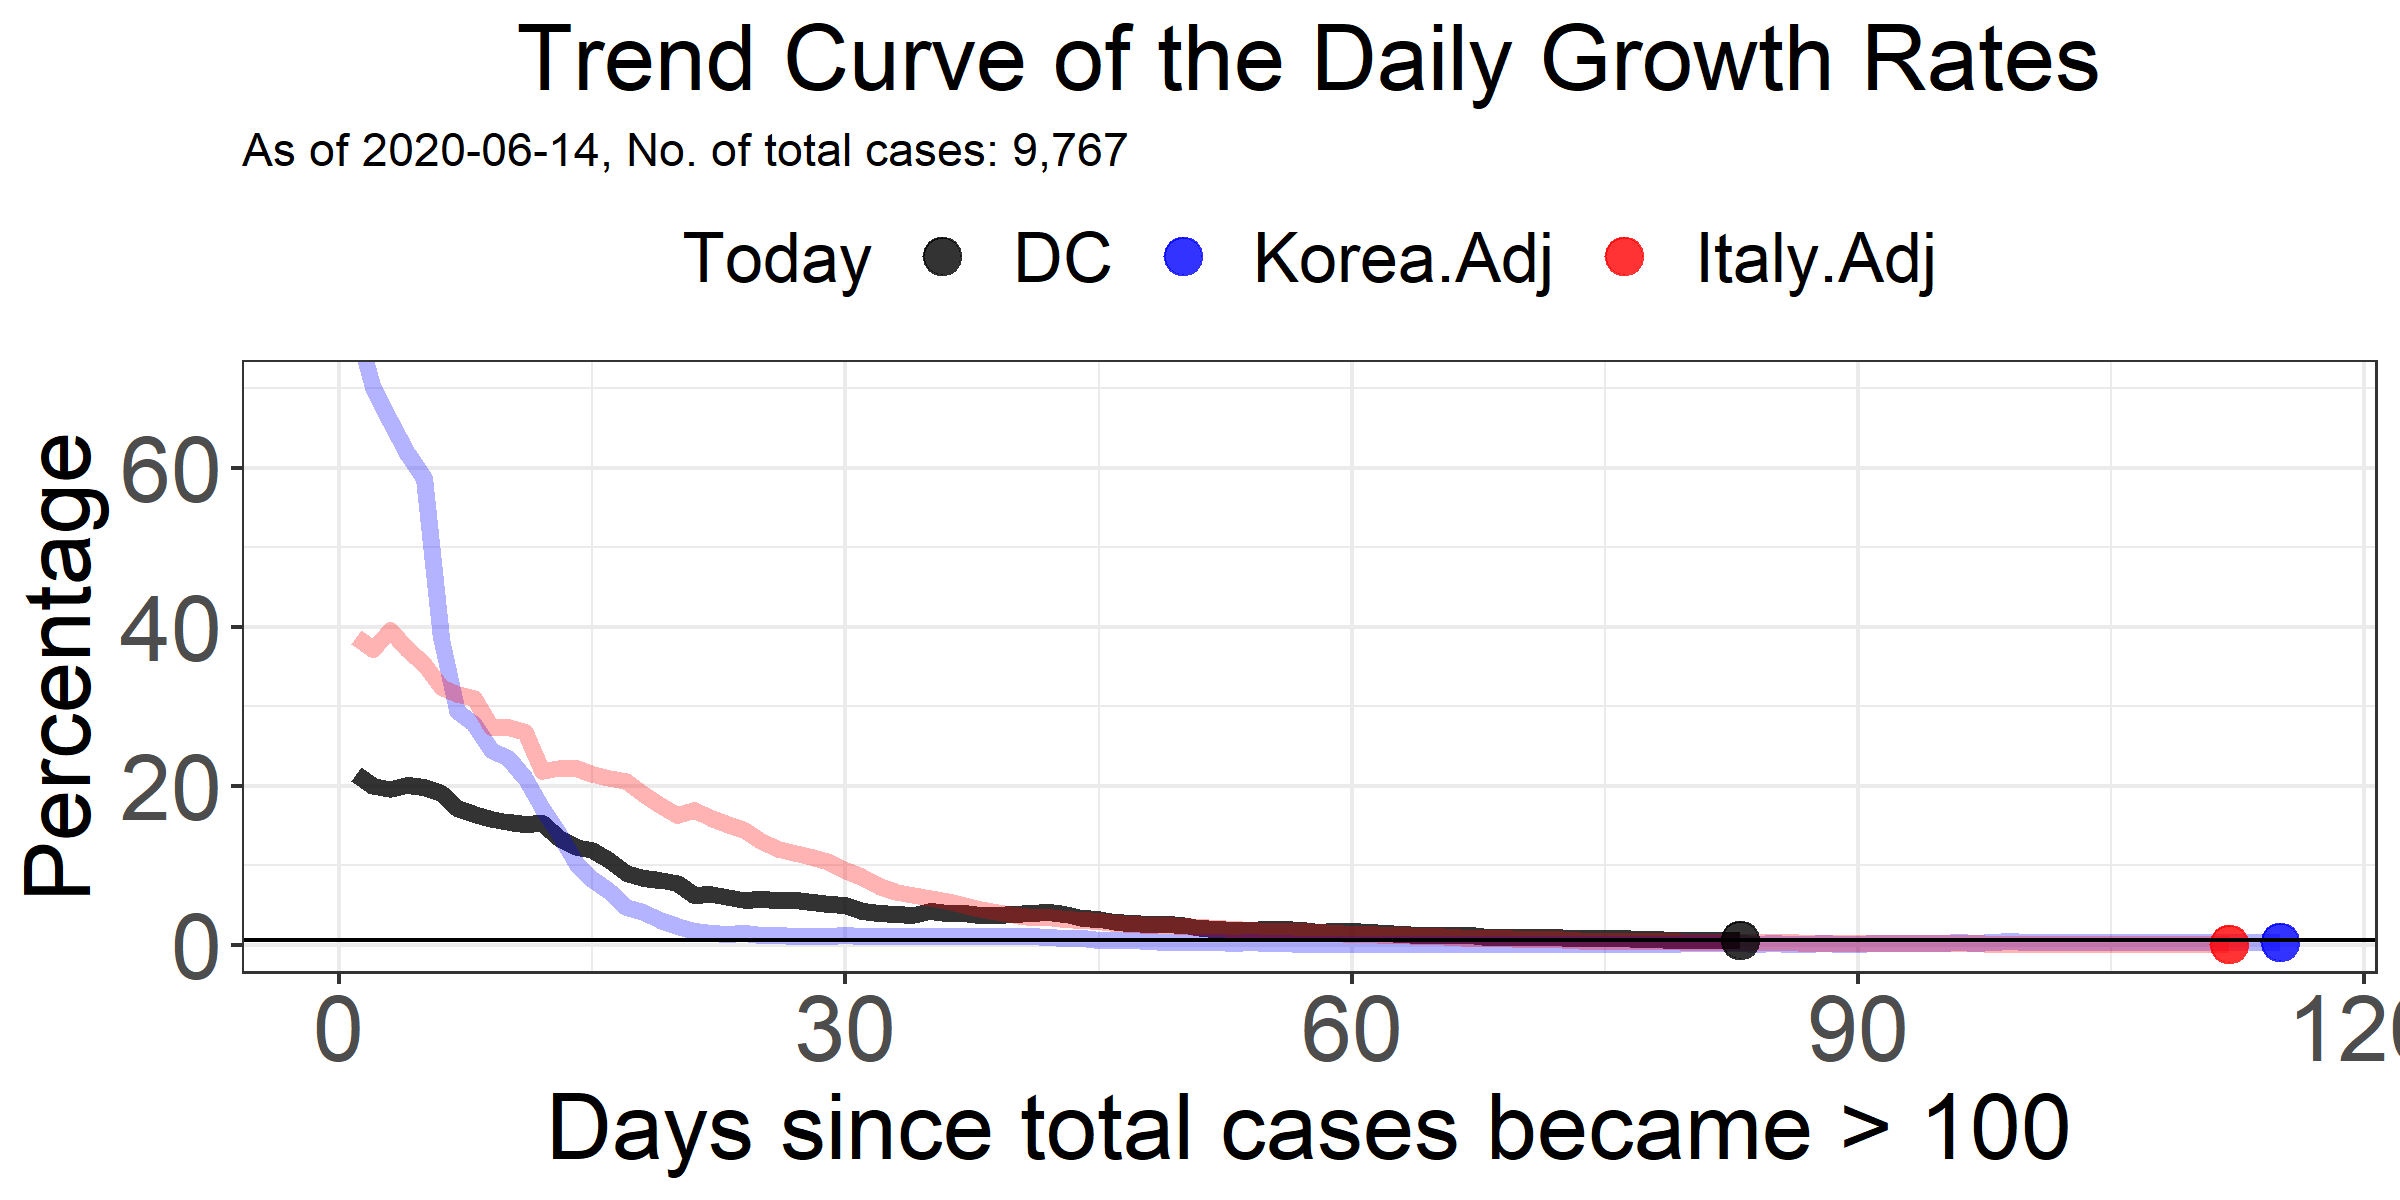 Trend Curve of the Daily Growth Rates
As of 2020-06-14, No. of total cases: 9,767
Today DC Korea.Adj Italy.Adj
Percentage
60
40
20
0
0 30 60 90 120
Days since total cases became > 100